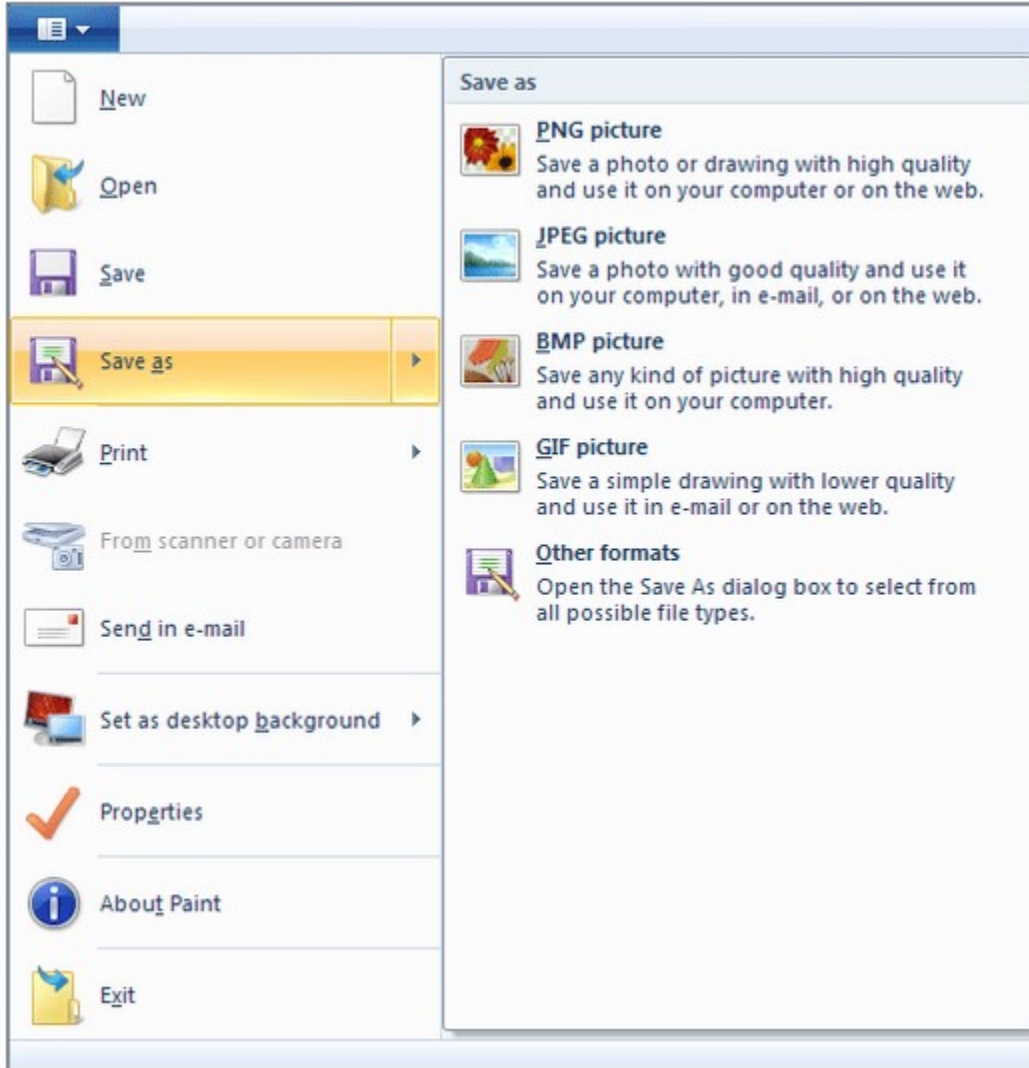 New
Open
Save
Save as
Print
From scanner or camera
Send in e-mail
Set as desktop background
Properties
About Paint
Exit
Save as
PNG picture
Save a photo or drawing with high quality
and use it on your computer or on the web.
JPEG picture
Save a photo with good quality and use it
on your computer, in e-mail, or on the web.
BMP picture
Save any kind of picture with high quality
and use it on your computer.
GIF picture
Save a simple drawing with lower quality
and use it in e-mail or on the web.
Other formats
Open the Save As dialog box to select from
all possible file types.